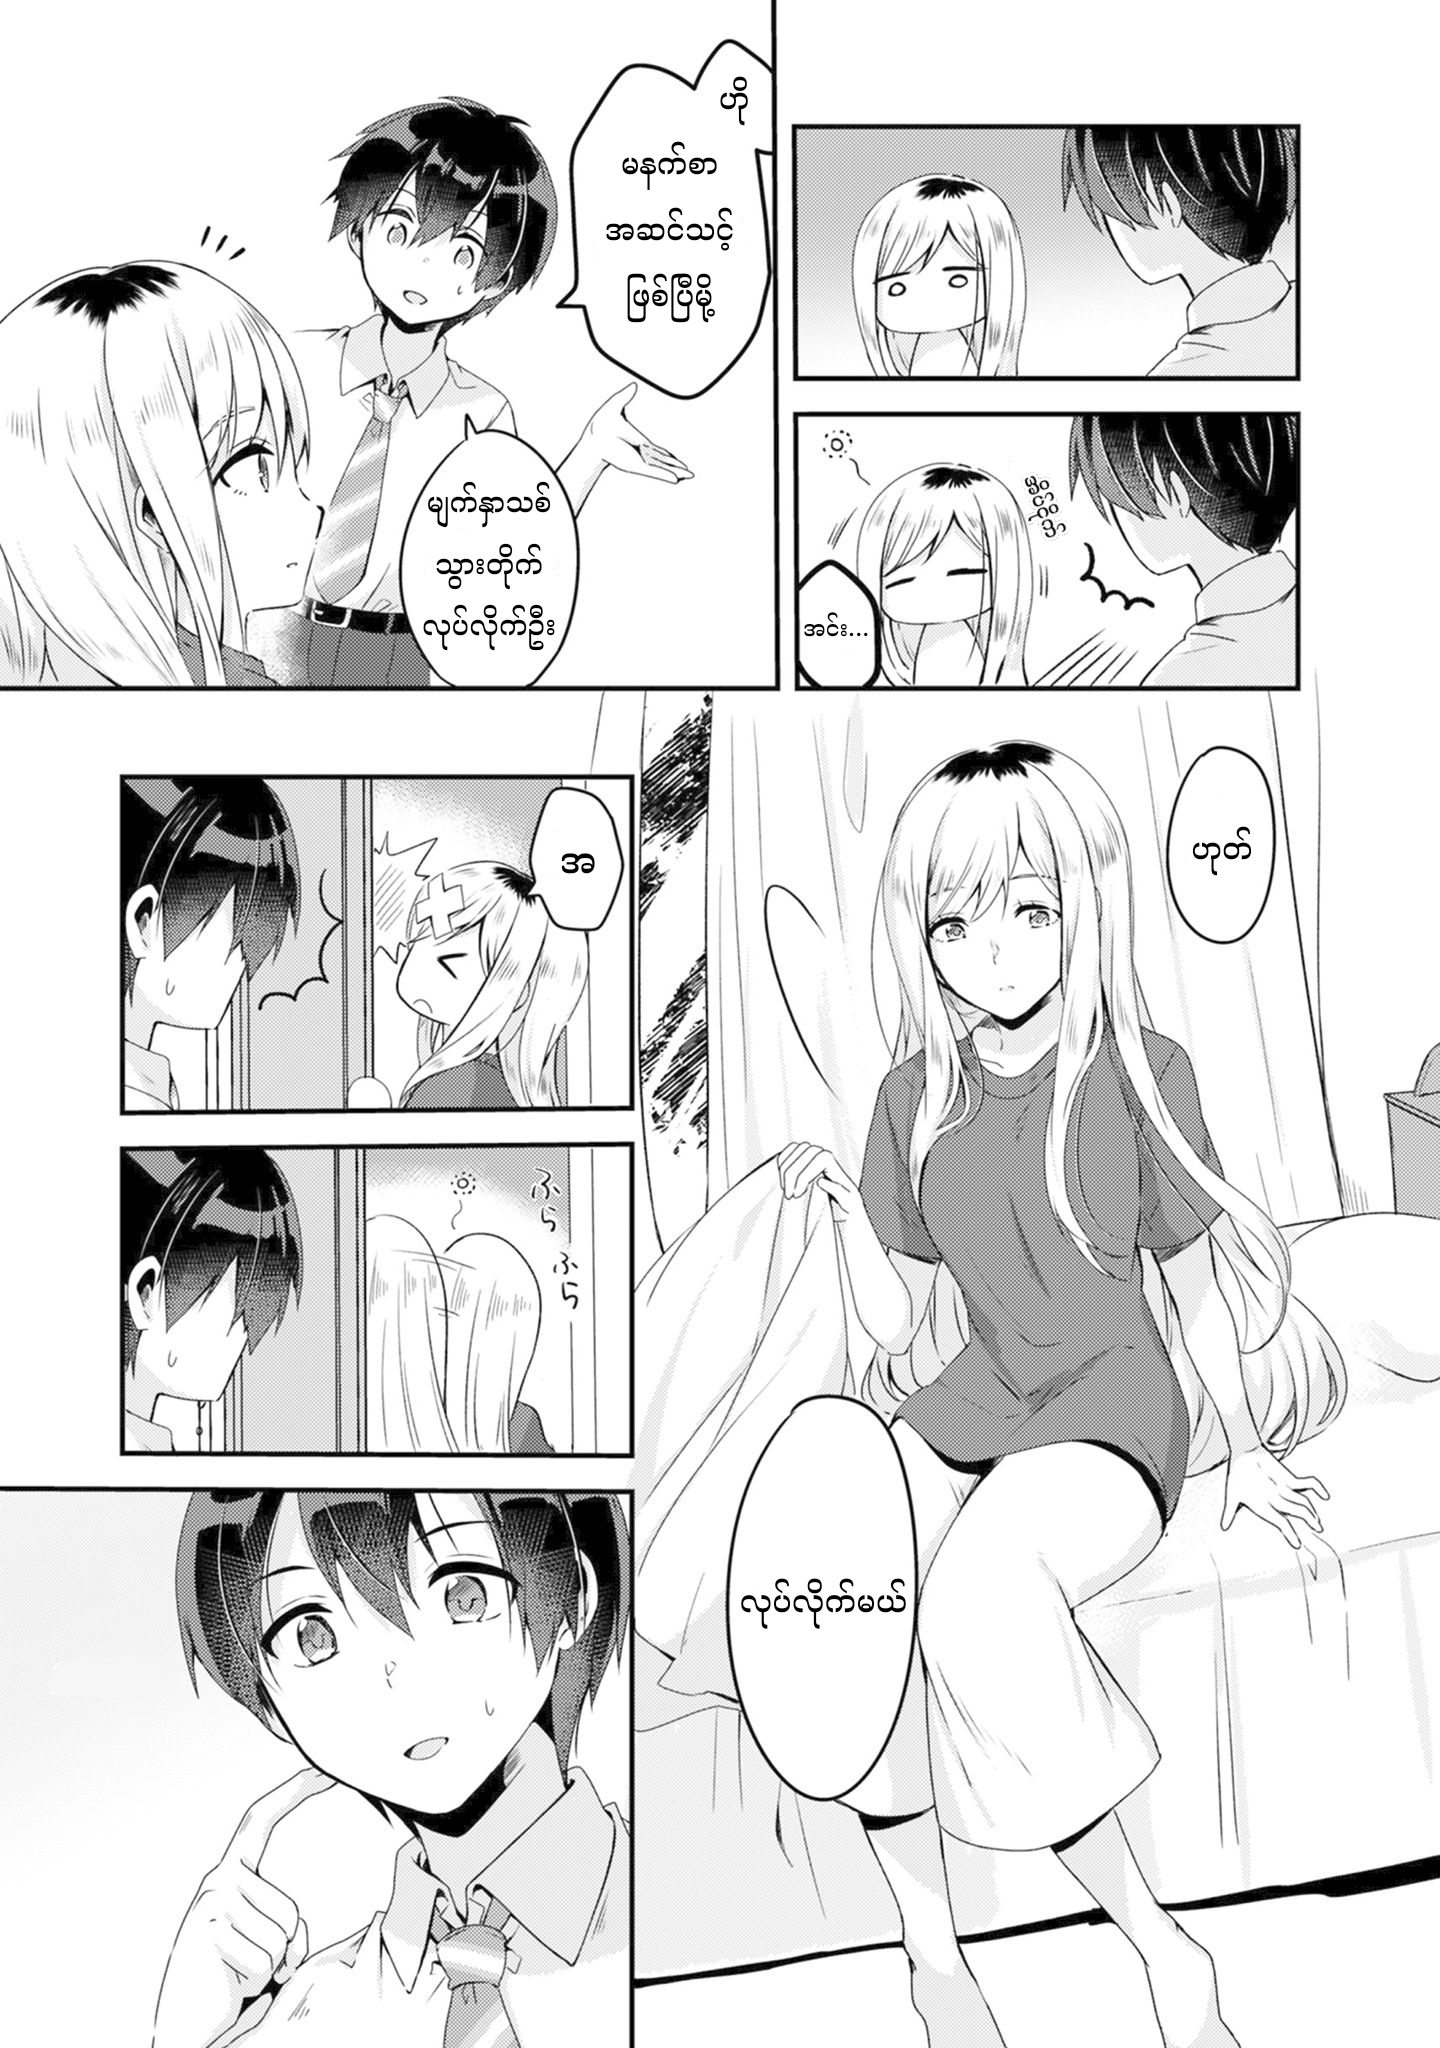 အင်း...
ဟို
မနက်စာ
အဆင်သင့်
ဖြစ်ပြီမို့
မျက်နှာသစ်
သွားတိုက်
လုပ်လိုက်ဦး
ဟုတ်
လုပ်လိုက်မယ်
အ
ふら
ふら